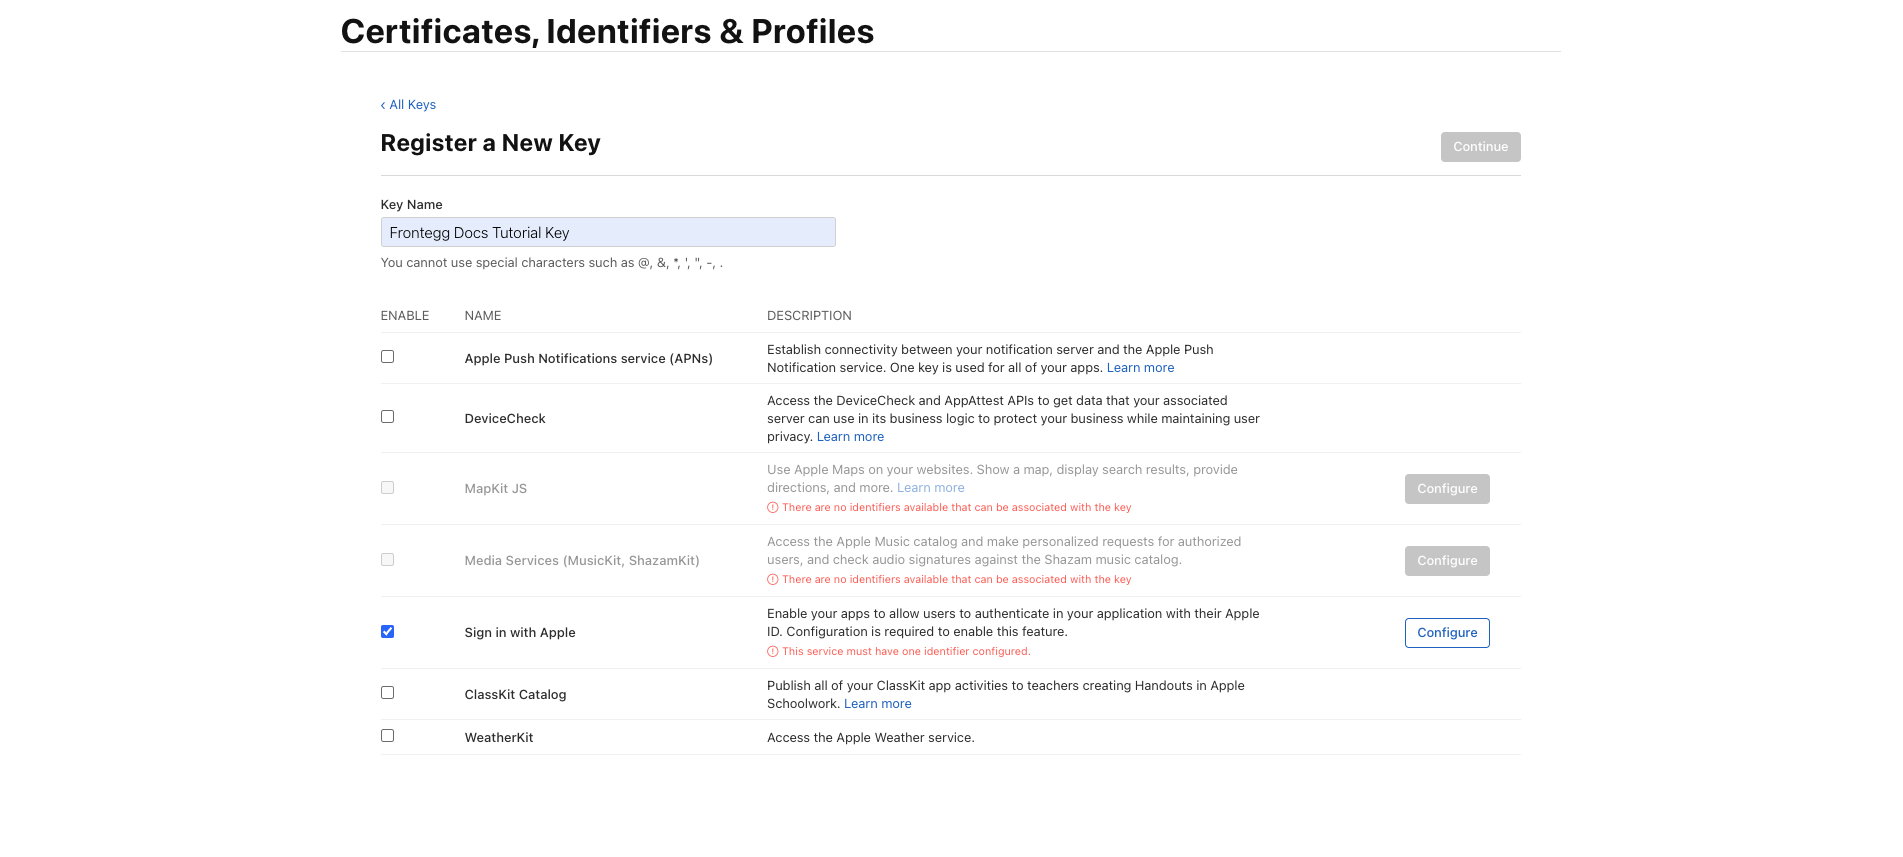 Certificates, Identifiers & Profiles
‹ All Keys
Register a New Key
Continue
Key Name
Frontegg Docs Tutorial Key
You cannot use special characters such as @, &, *, ', ", -, .
ENABLE NAME DESCRIPTION
Apple Push Notifications service (APNs)
Establish connectivity between your notification server and the Apple Push
Notification service. One key is used for all of your apps. Learn more
DeviceCheck
Access the DeviceCheck and AppAttest APIs to get data that your associated
server can use in its business logic to protect your business while maintaining user
privacy. Learn more
MapKit JS
Use Apple Maps on your websites. Show a map, display search results, provide
directions, and more. Learn more
There are no identifiers available that can be associated with the key
Configure
Media Services (MusicKit, ShazamKit)
Access the Apple Music catalog and make personalized requests for authorized
users, and check audio signatures against the Shazam music catalog.
There are no identifiers available that can be associated with the key
Configure
Sign in with Apple
Enable your apps to allow users to authenticate in your application with their Apple
ID. Configuration is required to enable this feature.
This service must have one identifier configured.
Configure
ClassKit Catalog
Publish all of your ClassKit app activities to teachers creating Handouts in Apple
Schoolwork. Learn more
WeatherKit
Access the Apple Weather service.